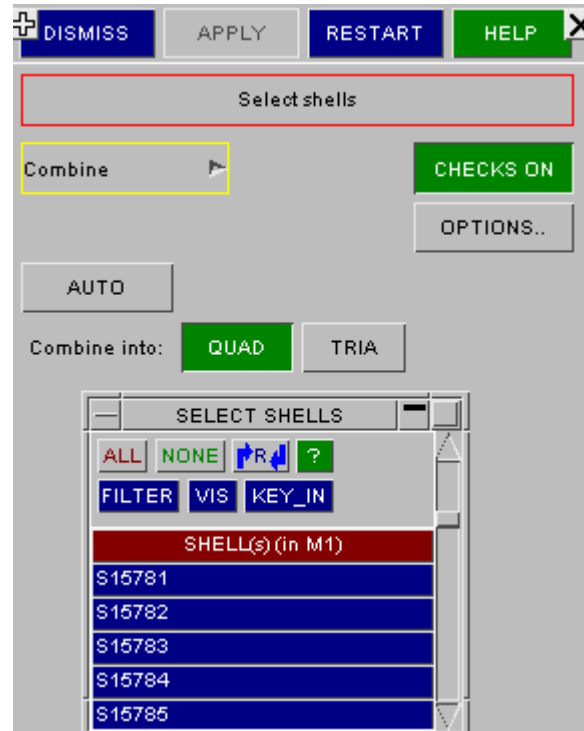 DISMISS APPLY RESTART HELP
Select shells
Combine CHECKS ON
OPTIONS..
AUTO
Combine into: QUAD TRIA
SELECT SHELLS
ALL NONE R ?
FILTER VIS KEY_IN
SHELL(s) (in M1)
S15781
S15782
S15783
S15784
S15785